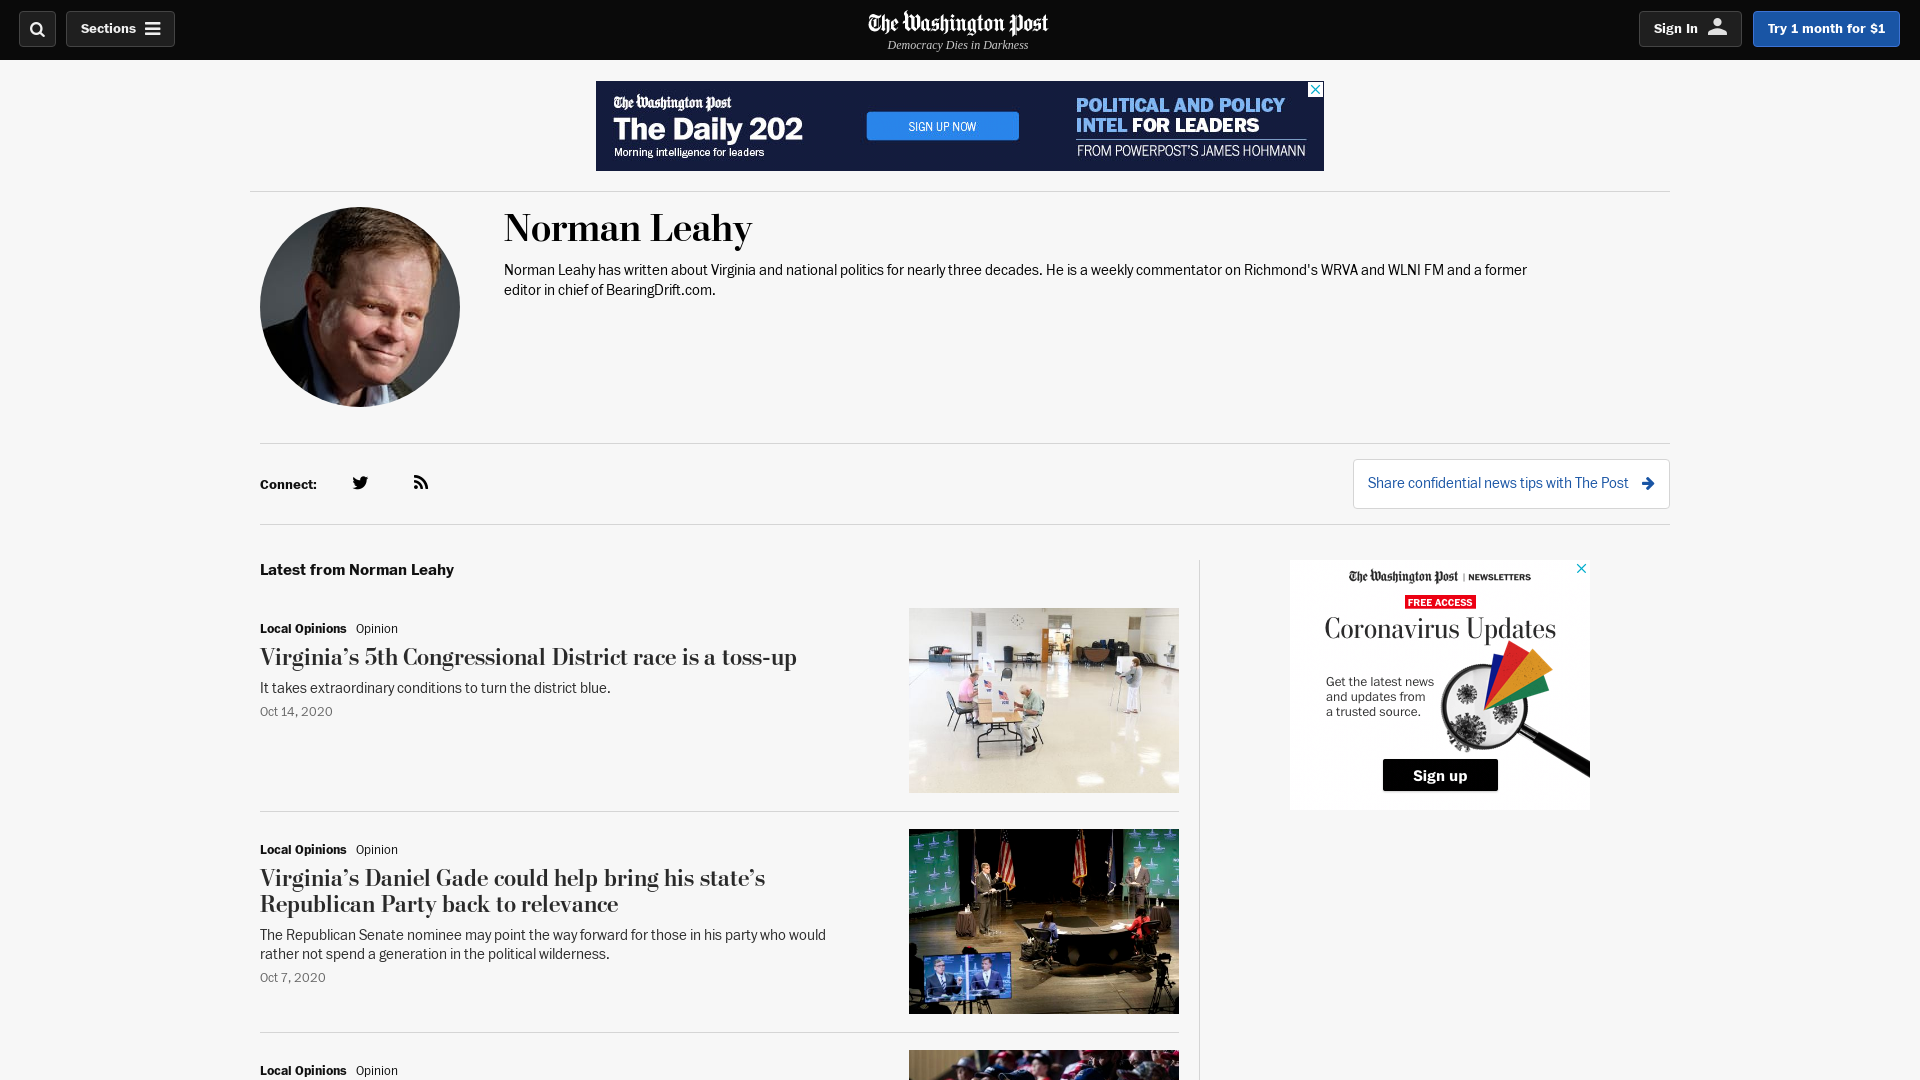 Sections
The Washington Post
Democracy Dies in Darkness
Sign In
Try 1 month for $1
The Washington Post
The Daily 202
Morning intelligence for leaders
SIGN UP NOW
POLITICAL AND POLICY
INTEL FOR LEADERS
FROM POWERPOST'S JAMES HOHMANN
Norman Leahy
Norman Leahy has written about Virginia and national politics for nearly three decades. He is a weekly commentator on Richmond's WRVA and WLNI FM and a former
editor in chief of BearingDrift.com.
Connect:
Share confidential news tips with The Post
Latest from Norman Leahy
Local Opinions Opinion
Virginia’s 5th Congressional District race is a toss-up
It takes extraordinary conditions to turn the district blue.
Oct 14, 2020
Local Opinions Opinion
Virginia’s Daniel Gade could help bring his state’s
Republican Party back to relevance
The Republican Senate nominee may point the way forward for those in his party who would
rather not spend a generation in the political wilderness.
Oct 7, 2020
Local Opinions Opinion
The Washington Post | NEWSLETTERS
FREE ACCESS
Coronavirus Updates
Get the latest news
and updates from
a trusted source.
Sign up